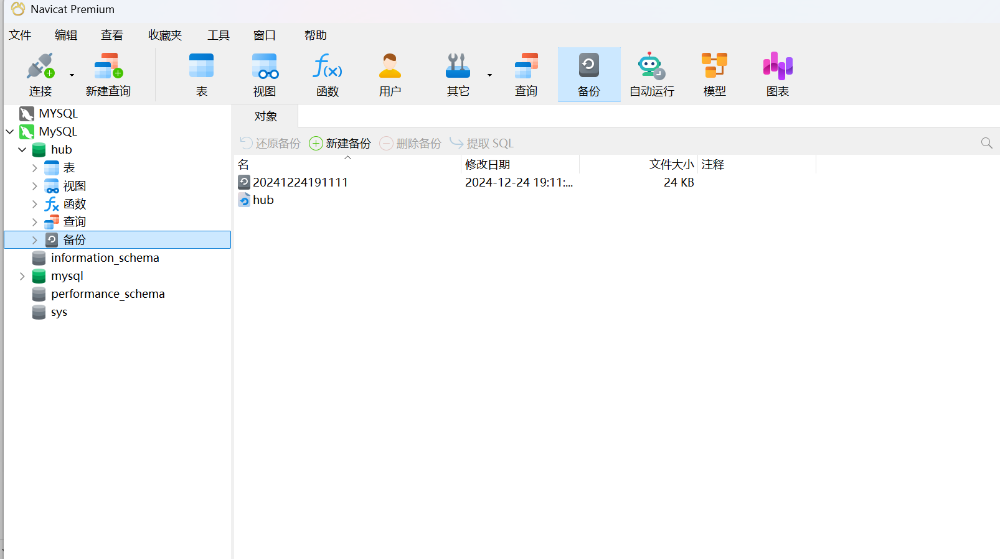 Navicat Premium
文件 编辑 查看 收藏夹 工具 窗口 帮助
连接 新建查询 表 视图 函数 用户 其它 查询 备份 自动运行 模型 图表
MYSQL
MySQL
hub
表
视图
函数
查询
备份
information_schema
mysql
performance_schema
sys
对象
还原备份 新建备份 删除备份 提取 SQL
名 修改日期 文件大小 注释
20241224191111 2024-12-24 19:11:... 24 KB
hub